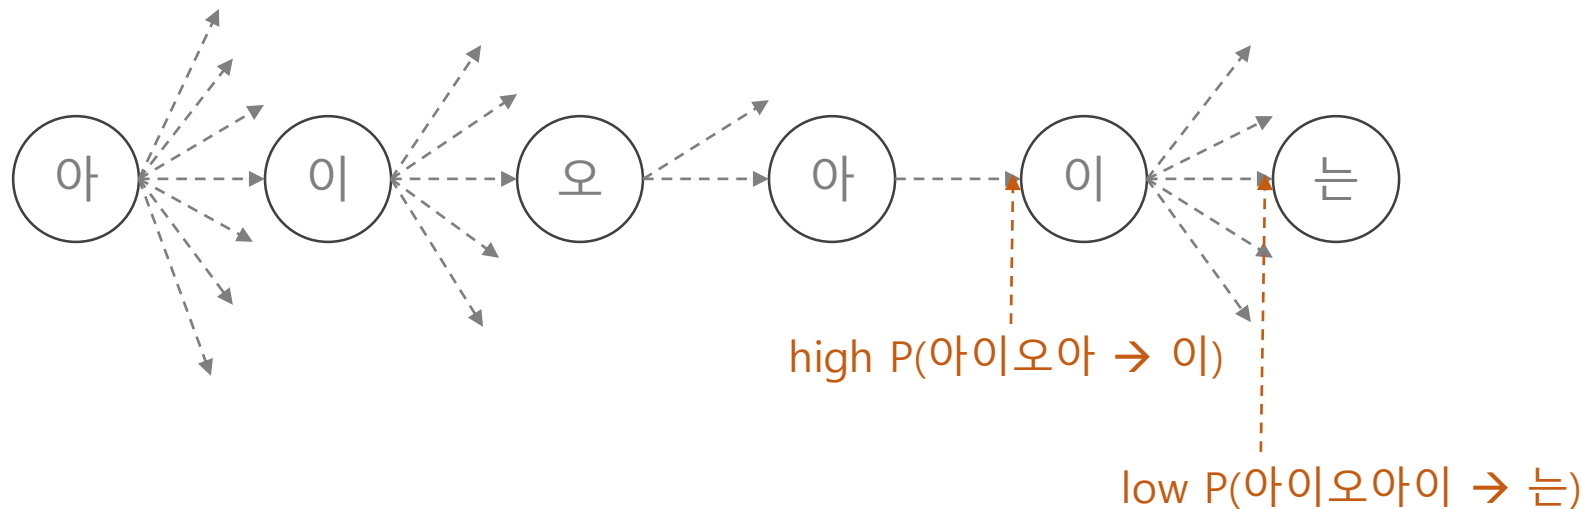 아 이 오 아 이 는
high P(아이오아 → 이)
low P(아이오아이 → 는)